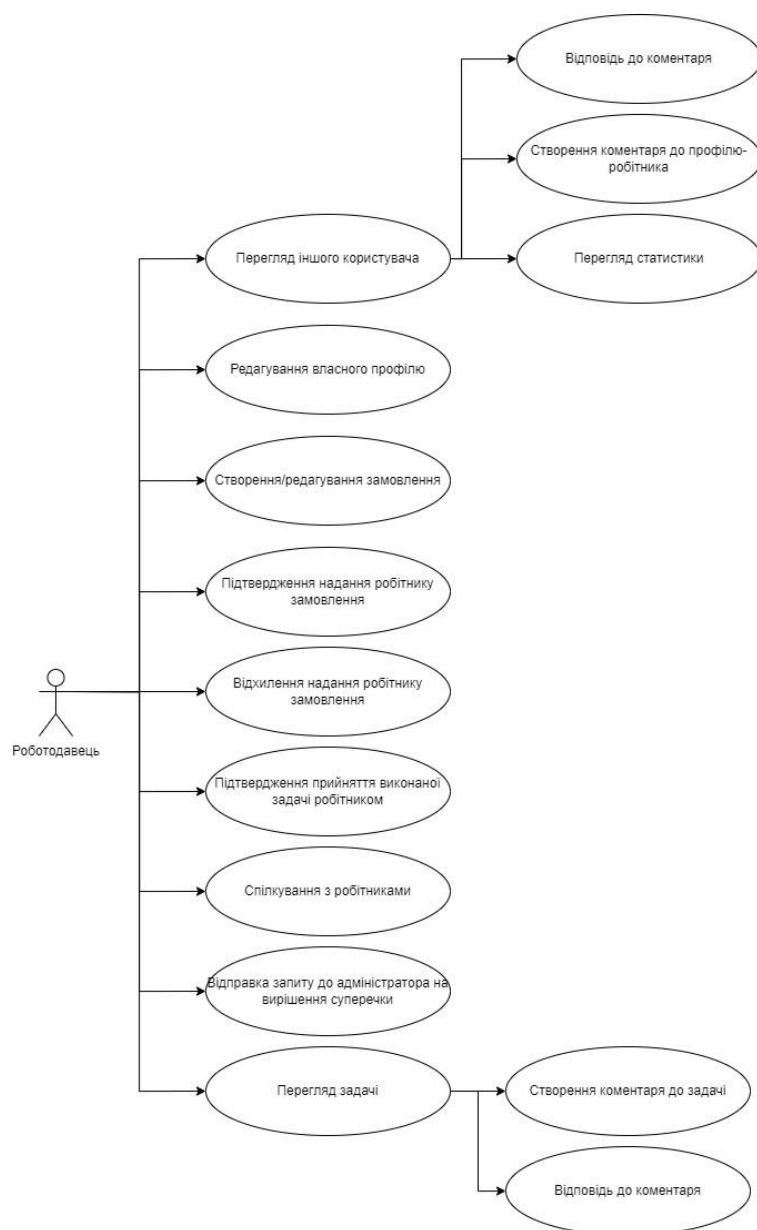 Відповідь до коментаря
Створення коментаря до профілю-
робітника
Перегляд іншого користувача
Перегляд статистики
Редагування власного профілю
Створення/редагування замовлення
Підтвердження надання робітнику
замовлення
Відхилення надання робітнику
замовлення
Роботодавець
Підтвердження прийняття виконаної
задачі робітником
Спілкування з робітниками
Відправка запиту до адміністратора на
вирішення суперечки
Перегляд задачі
Створення коментаря до задачі
Відповідь до коментаря